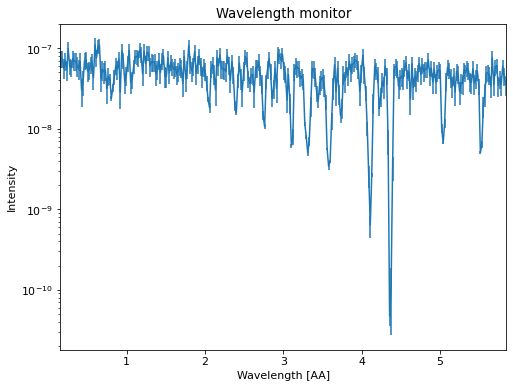 Wavelength monitor
10⁻⁷
10⁻⁸
10⁻⁹
10⁻¹⁰
Intensity
1 2 3 4 5
Wavelength [AA]